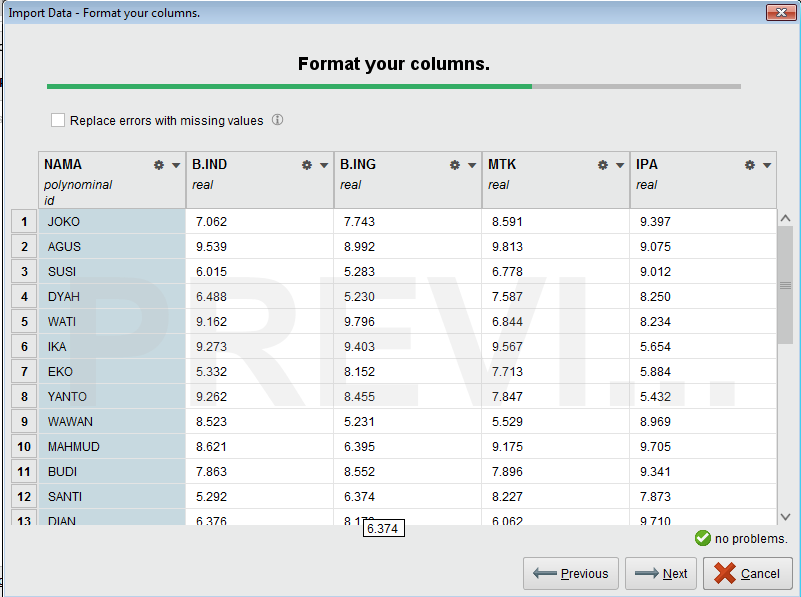 Import Data - Format your columns.
Format your columns.
Replace errors with missing values
NAMA B.IND B.ING MTK IPA
polynominal real real real real
id
1 JOKO 7.062 7.743 8.591 9.397
2 AGUS 9.539 8.992 9.813 9.075
3 SUSI 6.015 5.283 6.778 9.012
4 DYAH 6.488 5.230 7.587 8.250
5 WATI 9.162 9.796 6.844 8.234
6 IKA 9.273 9.403 9.567 5.654
7 EKO 5.332 8.152 7.713 5.884
8 YANTO 9.262 8.455 7.847 5.432
9 WAWAN 8.523 5.231 5.529 8.969
10 MAHMUD 8.621 6.395 9.175 9.705
11 BUDI 7.863 8.552 7.896 9.341
12 SANTI 5.292 6.374 8.227 7.873
13 DIAN 6.376 6.062 9.710
6.374
PREVI...
no problems.
Previous Next Cancel